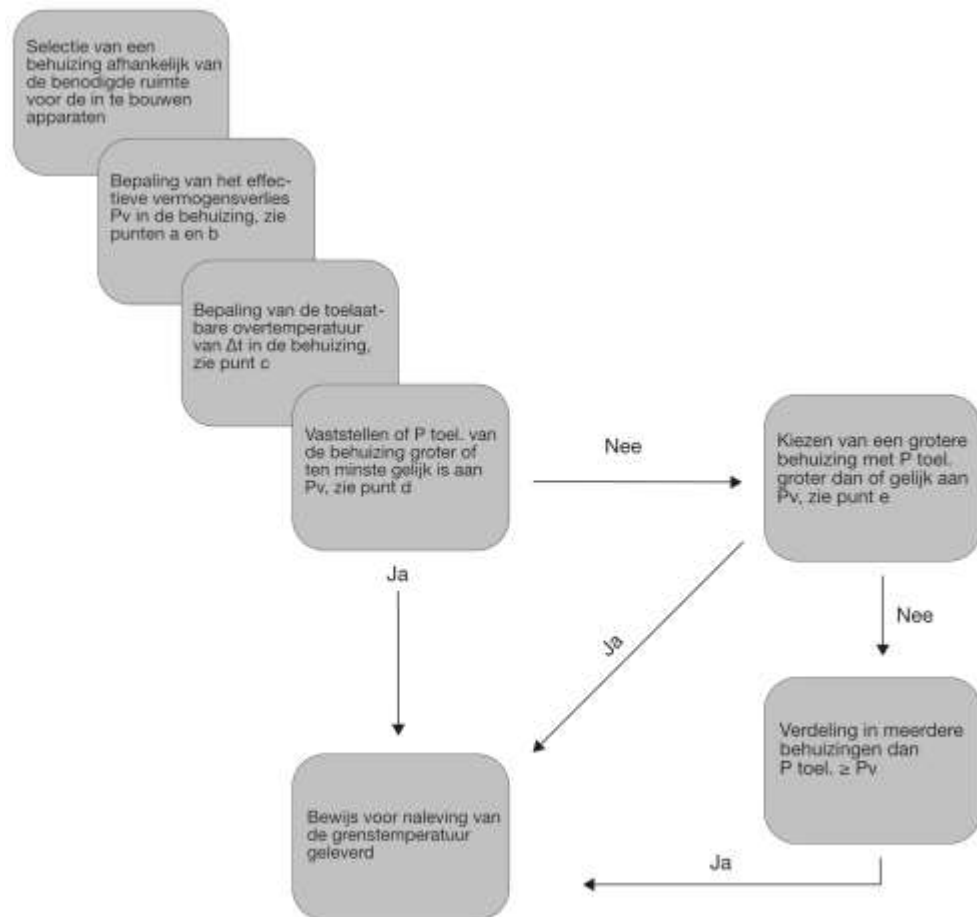 Selectie van een
behuizing afhankelijk van
de benodigde ruimte
voor de in te bouwen
apparaten
Bepaling van het effec-
tieve vermogensverlies
Pv in de behuizing, zie
punten a en b
Bepaling van de toelaat-
bare overtemperatuur
van Δt in de behuizing,
zie punt c
Vaststellen of P toel. van
de behuizing groter of
ten minste gelijk is aan
Pv, zie punt d
Nee
Kiezen van een grotere
behuizing met P toel.
groter dan of gelijk aan
Pv, zie punt e
Ja
Ja
Nee
Verdeling in meerdere
behuizingen dan
P toel. ≥ Pv
Bewijs voor naleving van
de grenstemperatuur
geleverd
Ja